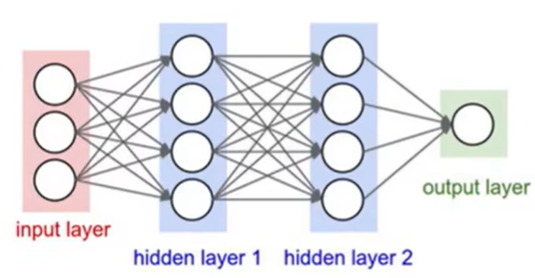 input layer
hidden layer 1
hidden layer 2
output layer